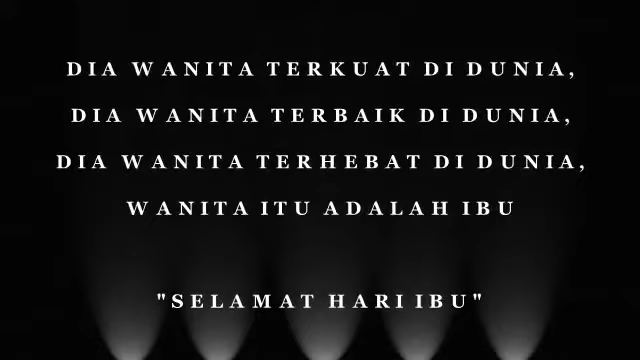 DIA WANITA TERKUAT DI DUNIA,
DIA WANITA TERBAIK DI DUNIA,
DIA WANITA TERHEBAT DI DUNIA,
WANITA ITU ADALAH IBU
"SELAMAT HARI IBU"